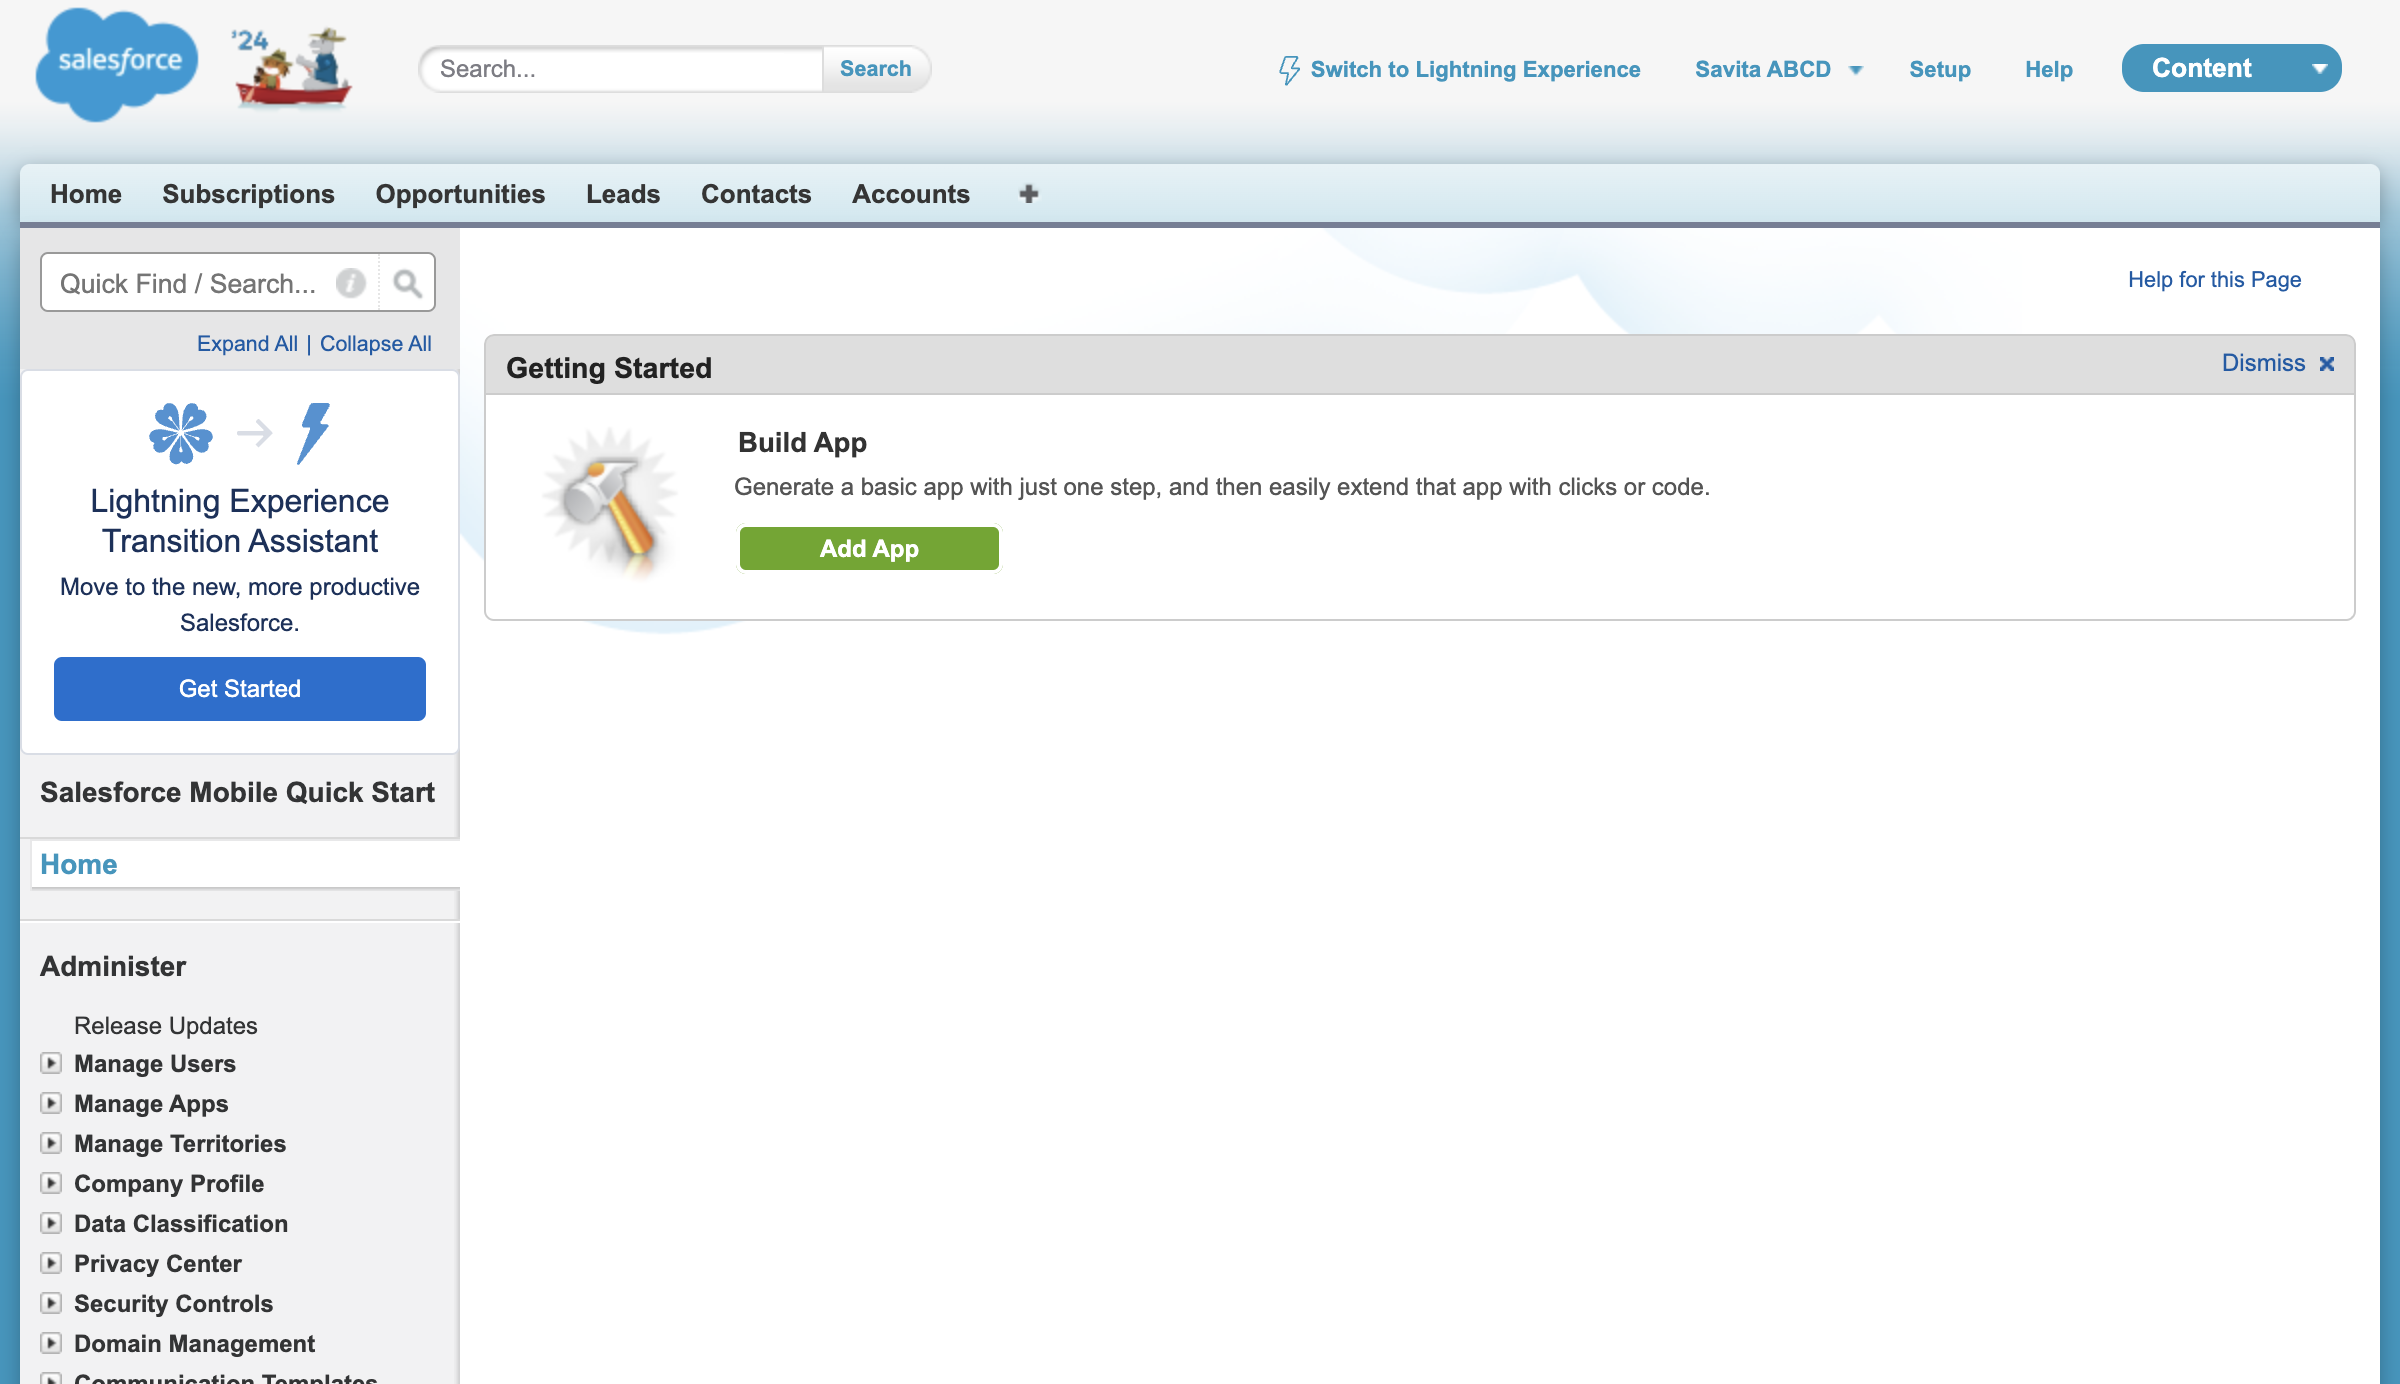 salesforce
'24
Search...
Search
Switch to Lightning Experience
Savita ABCD
Setup
Help
Content
Home
Subscriptions
Opportunities
Leads
Contacts
Accounts
Quick Find / Search...
Expand All | Collapse All
Lightning Experience
Transition Assistant
Move to the new, more productive
Salesforce.
Get Started
Salesforce Mobile Quick Start
Home
Administer
Release Updates
Manage Users
Manage Apps
Manage Territories
Company Profile
Data Classification
Privacy Center
Security Controls
Domain Management
Communication Templates
Help for this Page
Getting Started
Dismiss
Build App
Generate a basic app with just one step, and then easily extend that app with clicks or code.
Add App